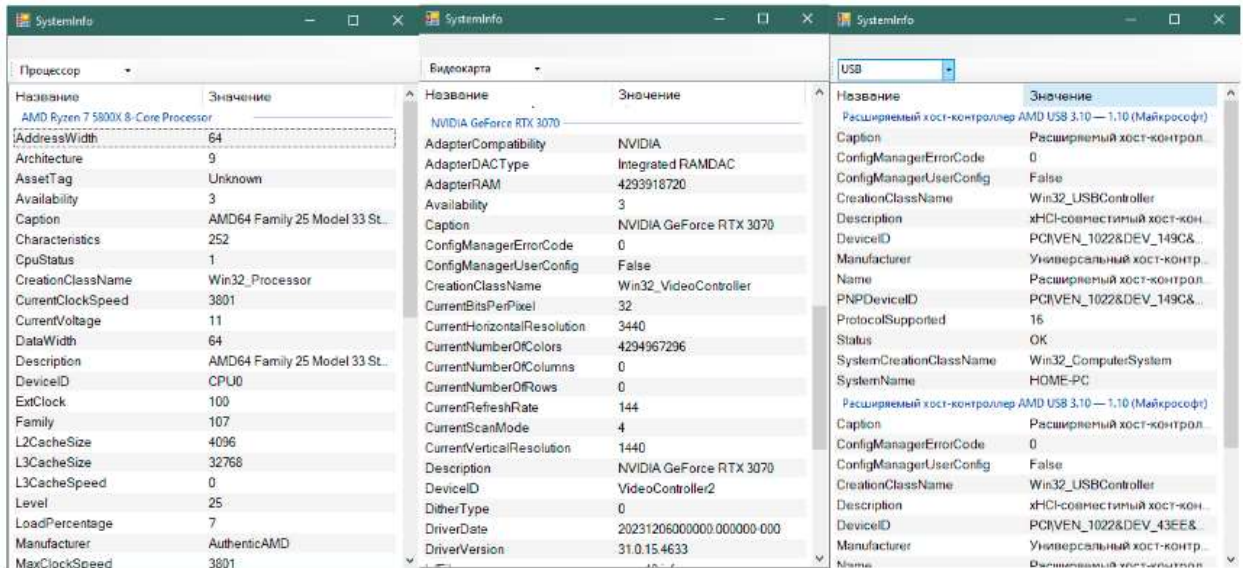 SystemInfo
Процессор
Название Значение
AMD Ryzen 7 5800X 8-Core Processor
AddressWidth 64
Architecture 9
AssetTag Unknown
Availability 3
Caption AMD64 Family 25 Model 33 St...
Characteristics 252
CpuStatus 1
CreationClassName Win32_Processor
CurrentClockSpeed 3801
CurrentVoltage 11
DataWidth 64
Description AMD64 Family 25 Model 33 St...
DeviceID CPU0
ExtClock 100
Family 107
L2CacheSize 4096
L3CacheSize 32768
L3CacheSpeed 0
Level 25
LoadPercentage 7
Manufacturer AuthenticAMD
MaxClockSpeed 3801
SystemInfo
Видеокарта
Название Значение
NVIDIA GeForce RTX 3070
AdapterCompatibility NVIDIA
AdapterDACType Integrated RAMDAC
AdapterRAM 4293918720
Availability 3
Caption NVIDIA GeForce RTX 3070
ConfigManagerErrorCode 0
ConfigManagerUserConfig False
CreationClassName Win32_VideoController
CurrentBitsPerPixel 32
CurrentHorizontalResolution 3440
CurrentNumberOfColors 4294967296
CurrentNumberOfColumns 0
CurrentNumberOfRows 0
CurrentRefreshRate 144
CurrentScanMode 4
CurrentVerticalResolution 1440
Description NVIDIA GeForce RTX 3070
DeviceID VideoController2
DitherType 0
DriverDate 20231206000000.000000-000
DriverVersion 31.0.15.4633
SystemInfo
USB
Название Значение
Расширяемый хост-контроллер AMD USB 3.10 — 1.10 (Майкрософт)
Caption Расширяемый хост-контрол...
ConfigManagerErrorCode 0
ConfigManagerUserConfig False
CreationClassName Win32_USBController
Description xHCI-совместимый хост-кон...
DeviceID PCI\VEN_1022&DEV_149C&...
Manufacturer Универсальный хост-контр...
Name Расширяемый хост-контрол...
PNPDeviceID PCI\VEN_1022&DEV_149C&...
ProtocolSupported 16
Status OK
SystemCreationClassName Win32_ComputerSystem
SystemName HOME-PC
Расширяемый хост-контроллер AMD USB 3.10 — 1.10 (Майкрософт)
Caption Расширяемый хост-контрол...
ConfigManagerErrorCode 0
ConfigManagerUserConfig False
CreationClassName Win32_USBController
Description xHCI-совместимый хост-кон...
DeviceID PCI\VEN_1022&DEV_43EE&...
Manufacturer Универсальный хост-контр...
Name Расширяемый хост-контрол...